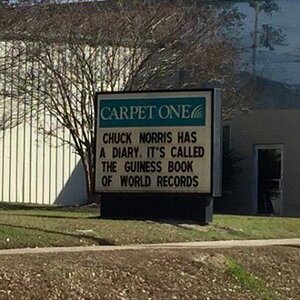 CARPET ONE
CHUCK NORRIS HAS
A DIARY. IT'S CALLED
THE GUINESS BOOK
OF WORLD RECORDS